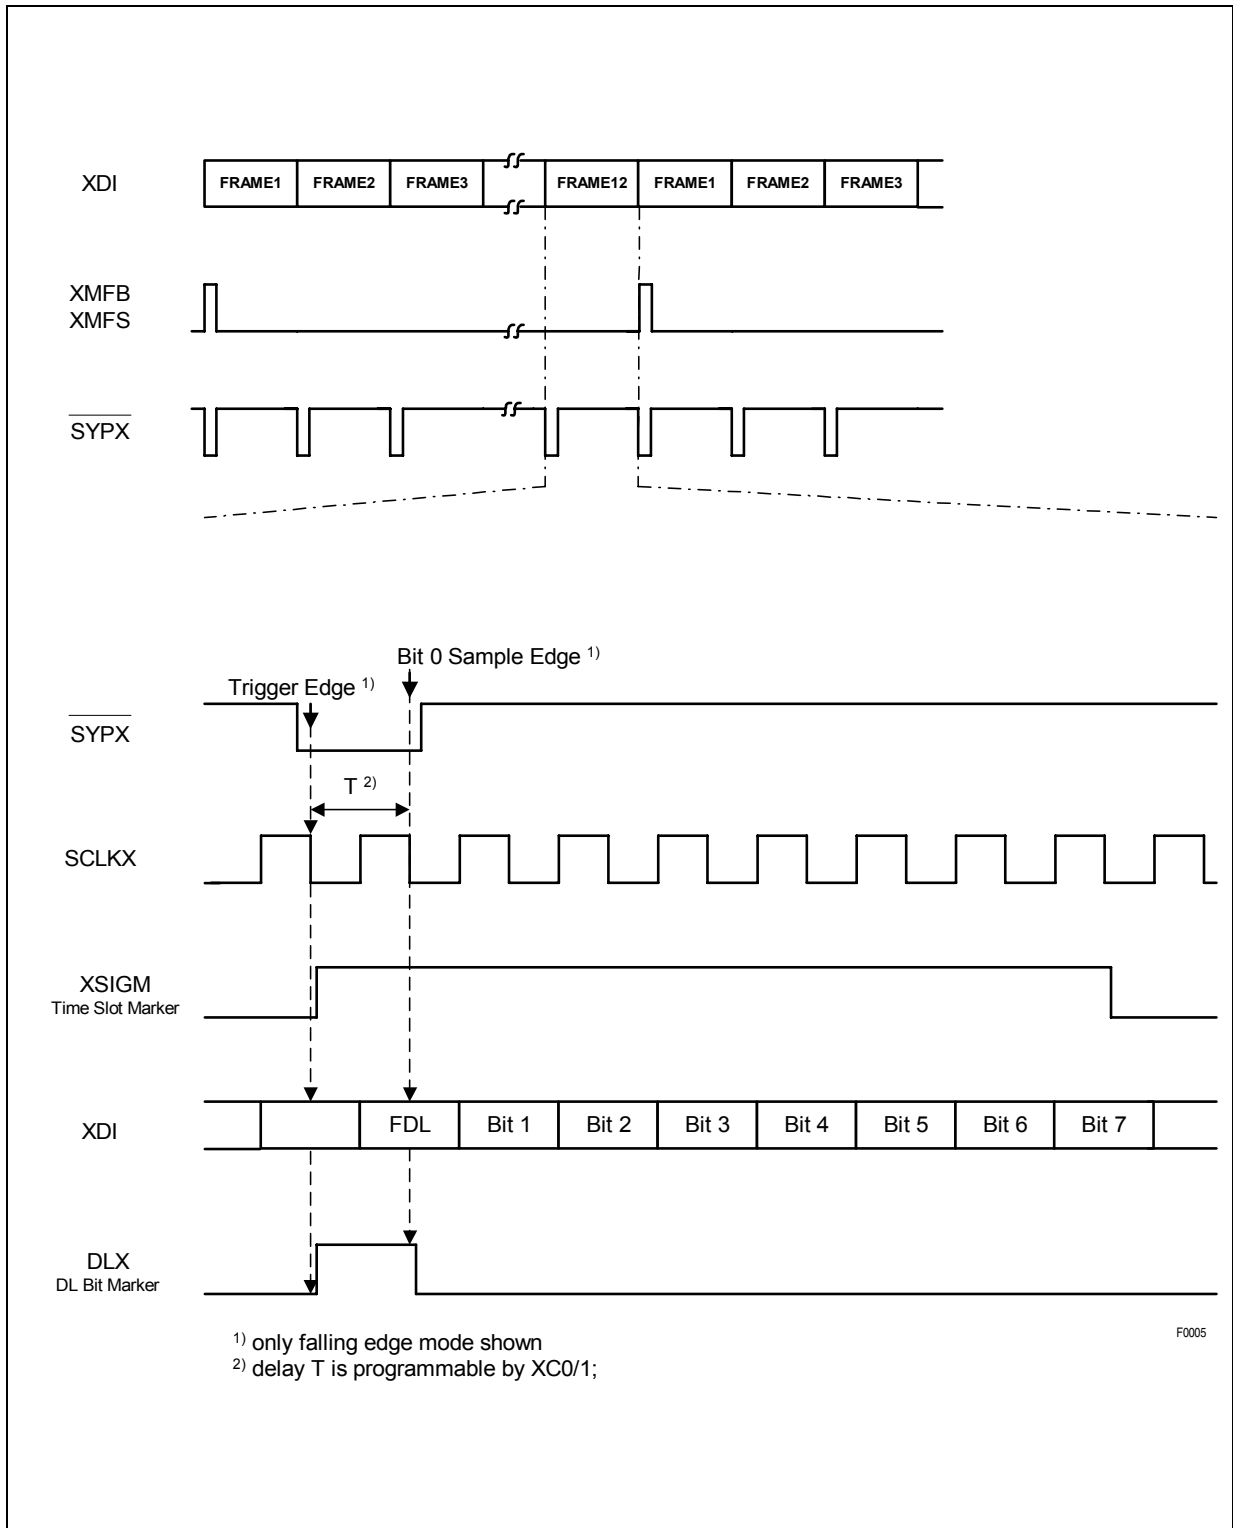 XDI
FRAME1 FRAME2 FRAME3 FRAME12 FRAME1 FRAME2 FRAME3
XMFB
XMFS
SYPX
Bit 0 Sample Edge 1)
Trigger Edge 1)
SYPX
T 2)
SCLKX
XSIGM
Time Slot Marker
XDI
FDL Bit 1 Bit 2 Bit 3 Bit 4 Bit 5 Bit 6 Bit 7
DLX
DL Bit Marker
1) only falling edge mode shown
2) delay T is programmable by XC0/1;
F0005